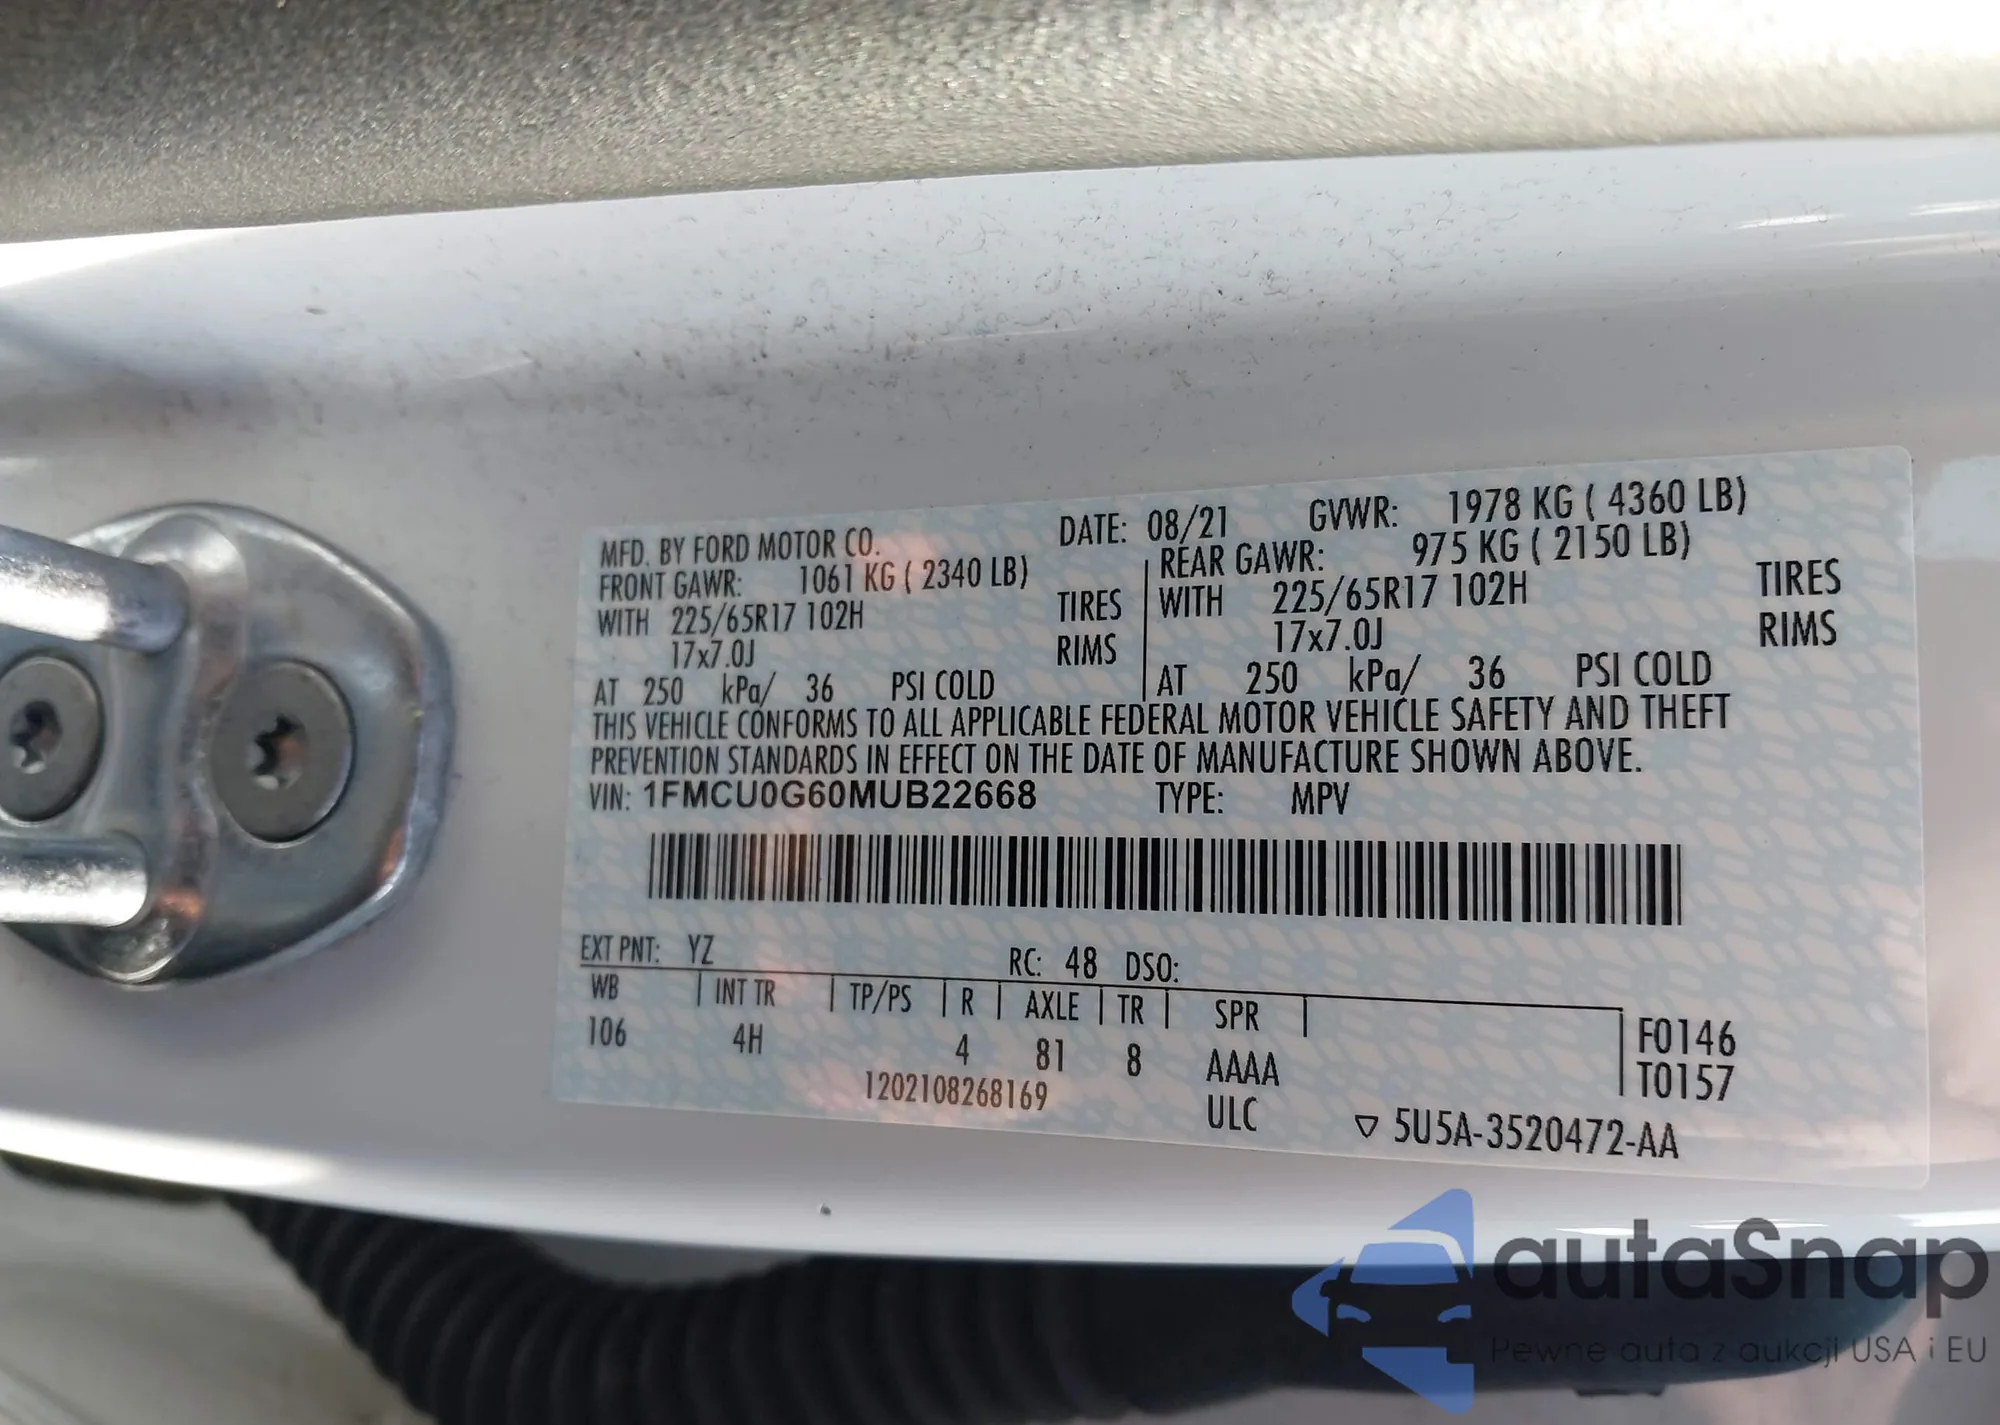 MFD. BY FORD MOTOR CO. DATE: 08/21 GVWR: 1978 KG ( 4360 LB)
FRONT GAWR: 1061 KG ( 2340 LB) REAR GAWR: 975 KG ( 2150 LB)
WITH 225/65R17 102H TIRES WITH 225/65R17 102H TIRES
17x7.0J RIMS 17x7.0J RIMS
AT 250 kPa/ 36 PSI COLD AT 250 kPa/ 36 PSI COLD
THIS VEHICLE CONFORMS TO ALL APPLICABLE FEDERAL MOTOR VEHICLE SAFETY AND THEFT
PREVENTION STANDARDS IN EFFECT ON THE DATE OF MANUFACTURE SHOWN ABOVE.
VIN: 1FMCU0G60MUB22668 TYPE: MPV
EXT PNT: YZ RC: 48 DSO:
WB INT TR TP/PS R AXLE TR SPR F0146
106 4H 4 81 8 AAAA T0157
1202108268169 ULC ▽ 5U5A-3520472-AA
autaSnap
Pewne auta z aukcji USA i EU